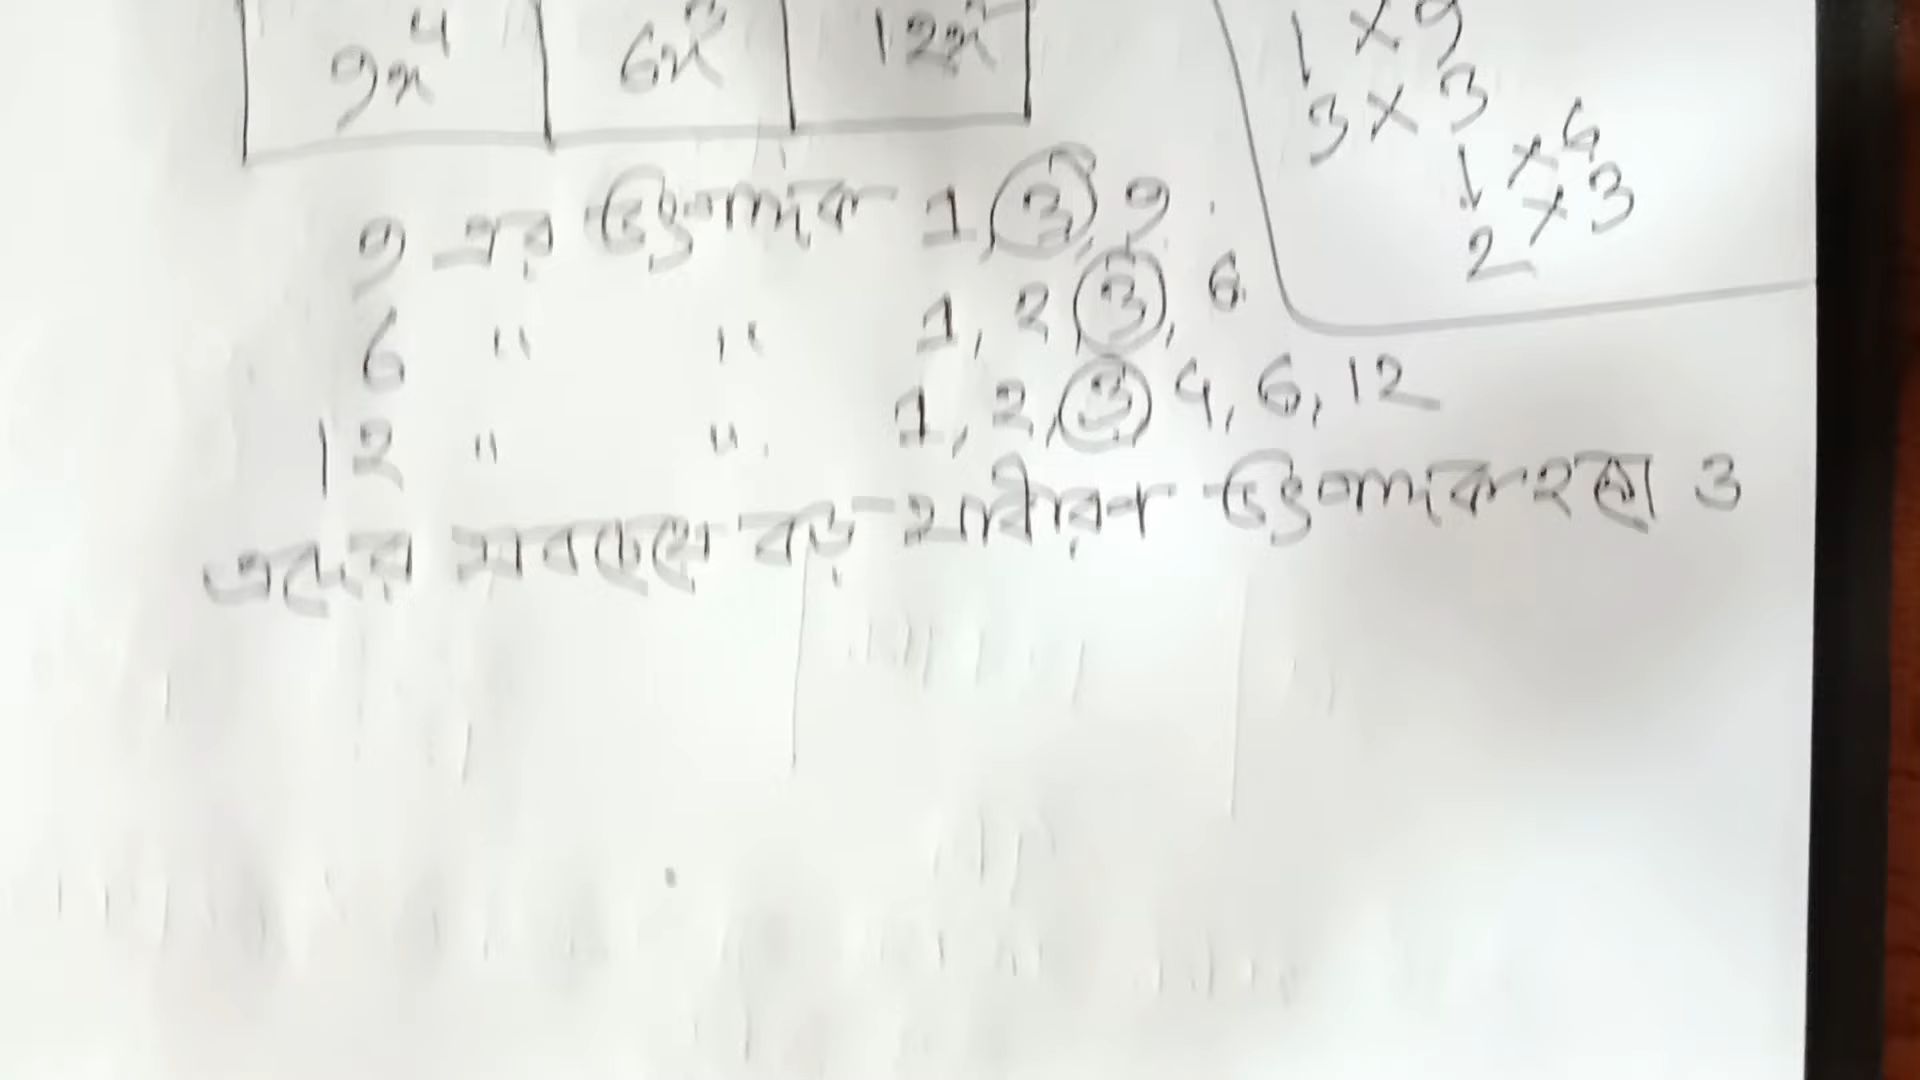 9x⁴ 6x³ 12x²
1 × 9
3 × 3
1 × 6
2 × 3
9 এর উৎপাদক 1, 3, 9.
6 " " 1, 2, 3, 6
12 " ". 1, 2, 3, 4, 6, 12
এদের সবচেয়ে বড় সাধারণ উৎপাদক হলো 3